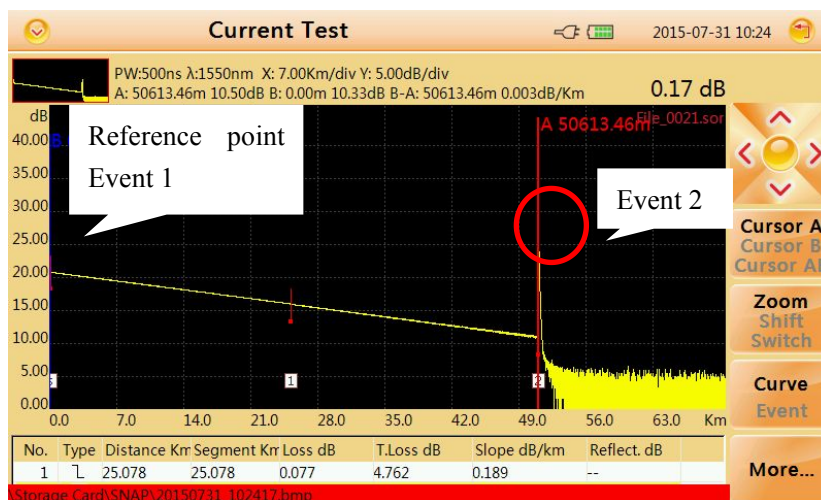 Current Test
2015-07-31 10:24
PW:500ns λ:1550nm X: 7.00Km/div Y: 5.00dB/div
A: 50613.46m 10.50dB B: 0.00m 10.33dB B-A: 50613.46m 0.003dB/Km
0.17 dB
dB
40.00
35.00
30.00
25.00
20.00
15.00
10.00
5.00
0.00
Reference point
Event 1
A 50613.46m
File_0021.sor
Event 2
1
2
0.0 7.0 14.0 21.0 28.0 35.0 42.0 49.0 56.0 63.0 Km
Cursor A
Cursor B
Zoom
Shift
Switch
Curve
Event
More...
No. Type Distance Km Segment Km Loss dB T.Loss dB Slope dB/km Reflect. dB
1 25.078 25.078 0.077 4.762 0.189 --
\Storage Card\SNAP\20150731_102417.bmp